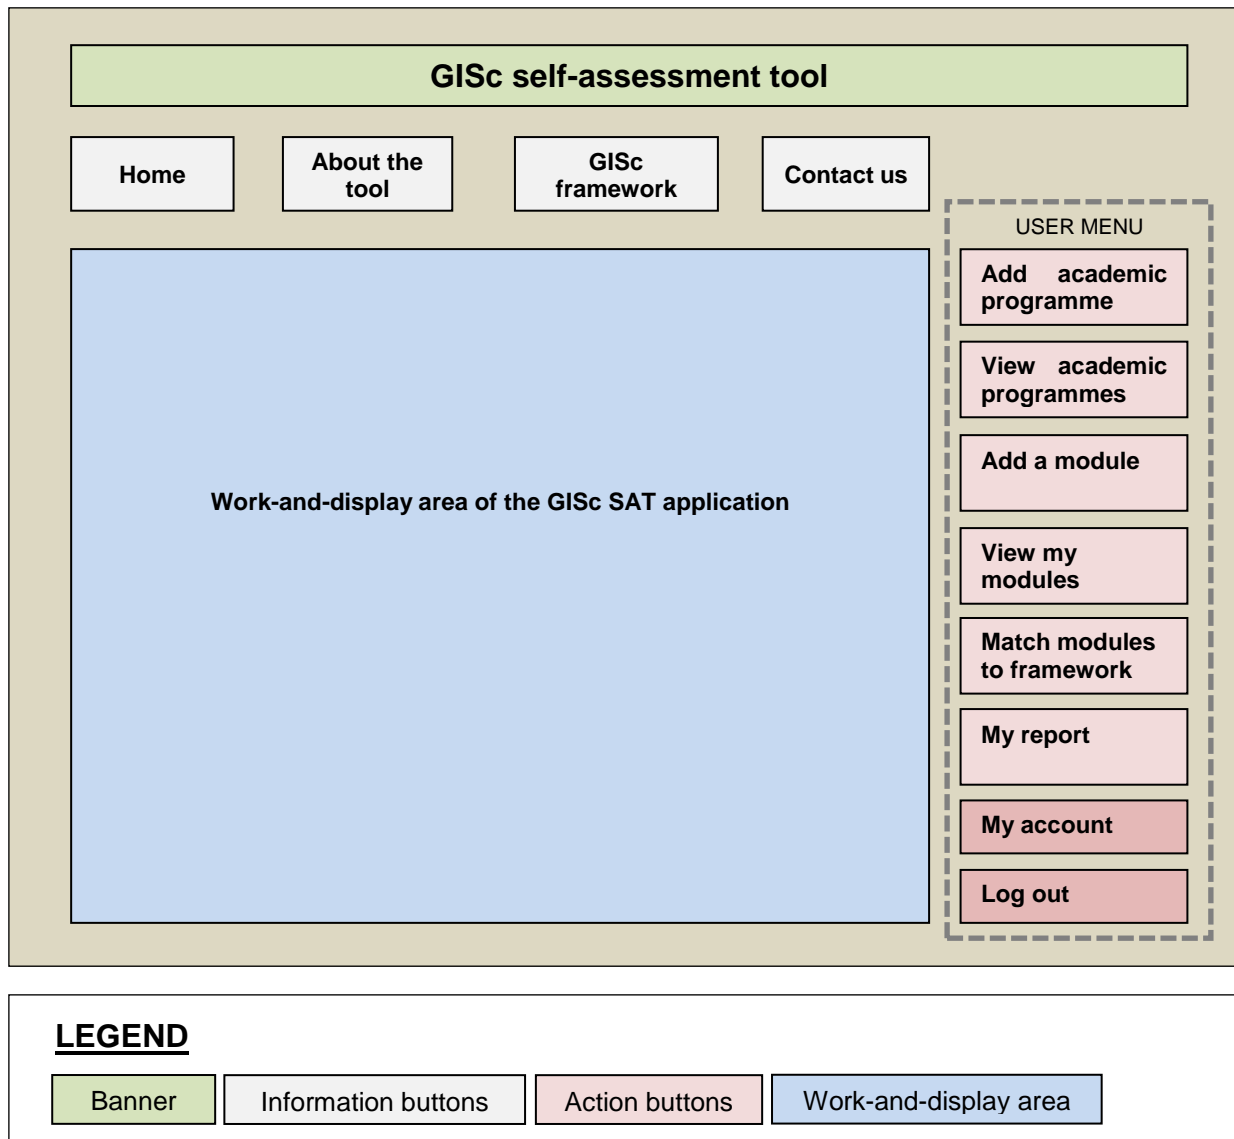 GISc self-assessment tool
Home
About the
tool
GISc
framework
Contact us
USER MENU
Add academic
programme
View academic
programmes
Add a module
View my
modules
Match modules
to framework
My report
My account
Log out
Work-and-display area of the GISc SAT application
LEGEND
Banner
Information buttons
Action buttons
Work-and-display area